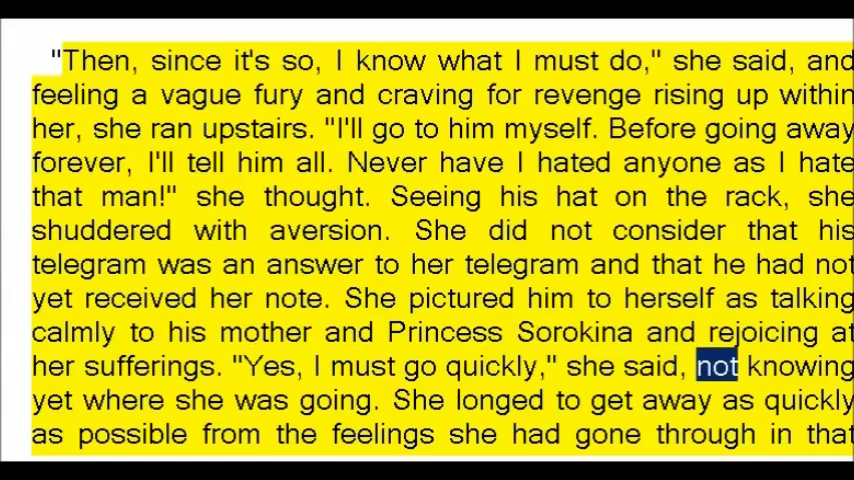 "Then, since it's so, I know what I must do," she said, and
feeling a vague fury and craving for revenge rising up within
her, she ran upstairs. "I'll go to him myself. Before going away
forever, I'll tell him all. Never have I hated anyone as I hate
that man!" she thought. Seeing his hat on the rack, she
shuddered with aversion. She did not consider that his
telegram was an answer to her telegram and that he had not
yet received her note. She pictured him to herself as talking
calmly to his mother and Princess Sorokina and rejoicing at
her sufferings. "Yes, I must go quickly," she said, not knowing
yet where she was going. She longed to get away as quickly
as possible from the feelings she had gone through in that